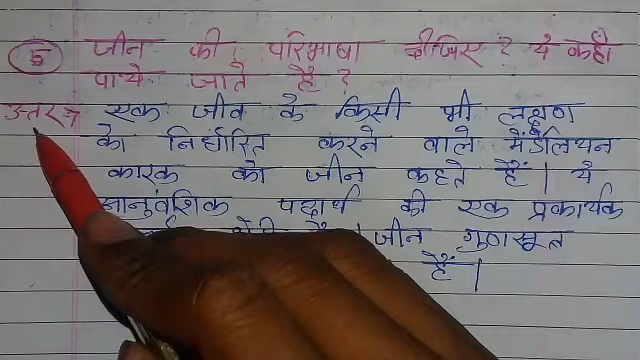 5 जीन की परिभाषा दीजिए ? ये कहाँ
पाये जाते हैं ?
उत्तर→ एक जीव के किसी भी लक्षण
को निर्धारित करने वाले मेंडेलियन
कारक को जीन कहते हैं | ये
आनुवंशिक पदार्थ की एक प्रकार्यक
जीन गुणसूत्र
हैं |